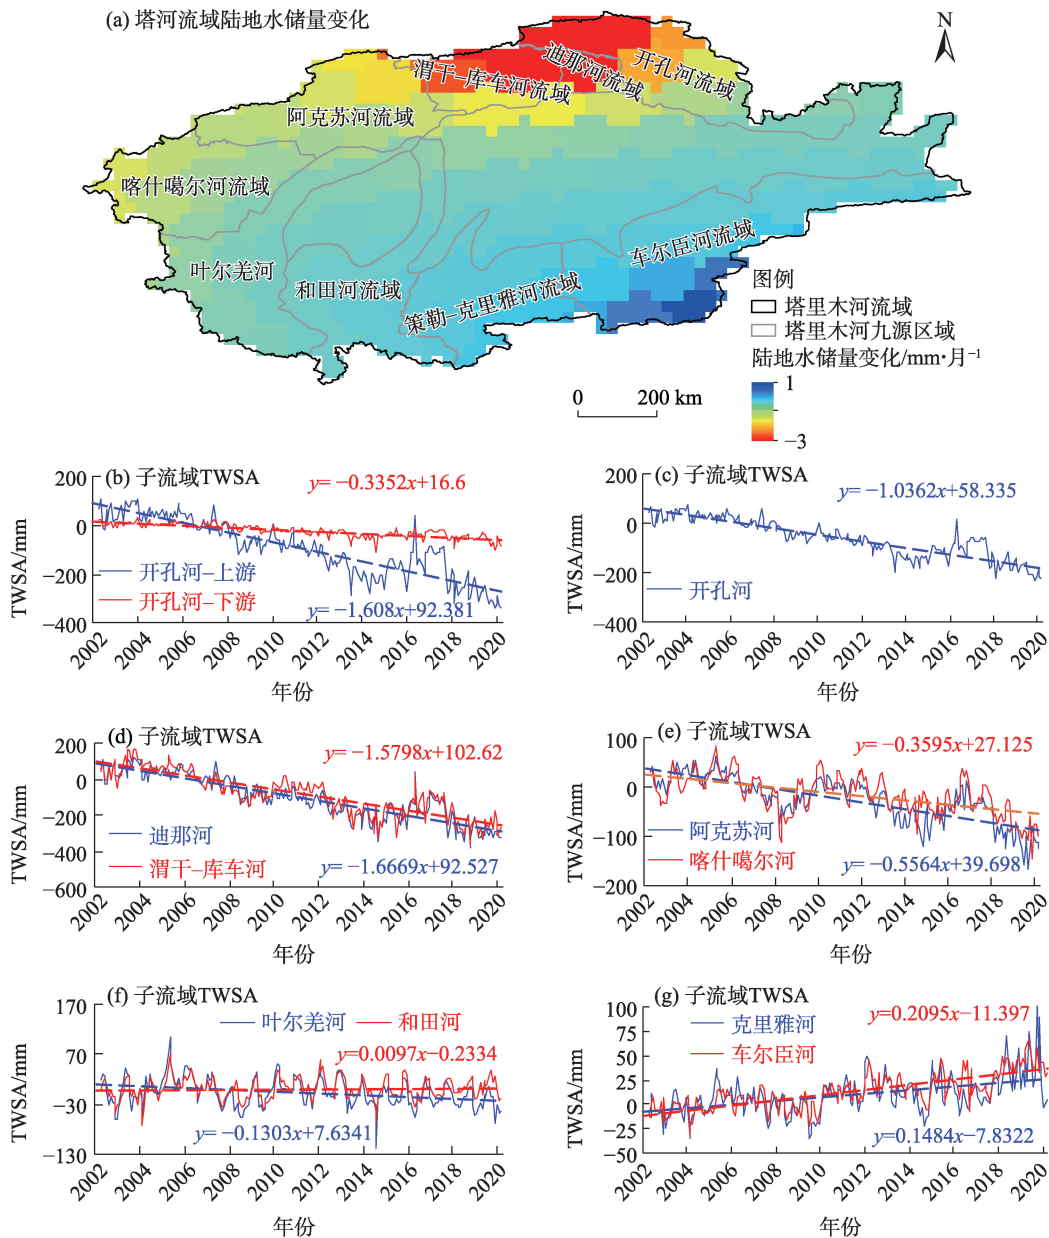 (a) 塔河流域陆地水储量变化
N
迪那河流域
开孔河流域
渭干–库车河流域
阿克苏河流域
喀什噶尔河流域
叶尔羌河
和田河流域
策勒–克里雅河流域
车尔臣河流域
图例
塔里木河流域
塔里木河九源区域
陆地水储量变化/mm·月⁻¹
1
−3
0 200 km
(b) 子流域TWSA
y= −0.3352x+16.6
TWSA/mm
200
0
−200
−400
开孔河–上游
开孔河–下游
y= −1.608x+92.381
2002 2004 2006 2008 2010 2012 2014 2016 2018 2020
年份
(c) 子流域TWSA
y= −1.0362x+58.335
TWSA/mm
200
0
−200
−400
开孔河
2002 2004 2006 2008 2010 2012 2014 2016 2018 2020
年份
(d) 子流域TWSA
y= −1.5798x+102.62
TWSA/mm
200
0
−200
−400
−600
迪那河
渭干–库车河
y= −1.6669x+92.527
2002 2004 2006 2008 2010 2012 2014 2016 2018 2020
年份
(e) 子流域TWSA
y= −0.3595x+27.125
TWSA/mm
100
0
−100
−200
阿克苏河
喀什噶尔河
y= −0.5564x+39.698
2002 2004 2006 2008 2010 2012 2014 2016 2018 2020
年份
(f) 子流域TWSA
叶尔羌河 和田河
y=0.0097x−0.2334
TWSA/mm
170
70
−30
−130
y= −0.1303x+7.6341
2002 2004 2006 2008 2010 2012 2014 2016 2018 2020
年份
(g) 子流域TWSA
克里雅河
车尔臣河
y=0.2095x−11.397
TWSA/mm
100
75
50
25
0
−25
−50
y=0.1484x−7.8322
2002 2004 2006 2008 2010 2012 2014 2016 2018 2020
年份